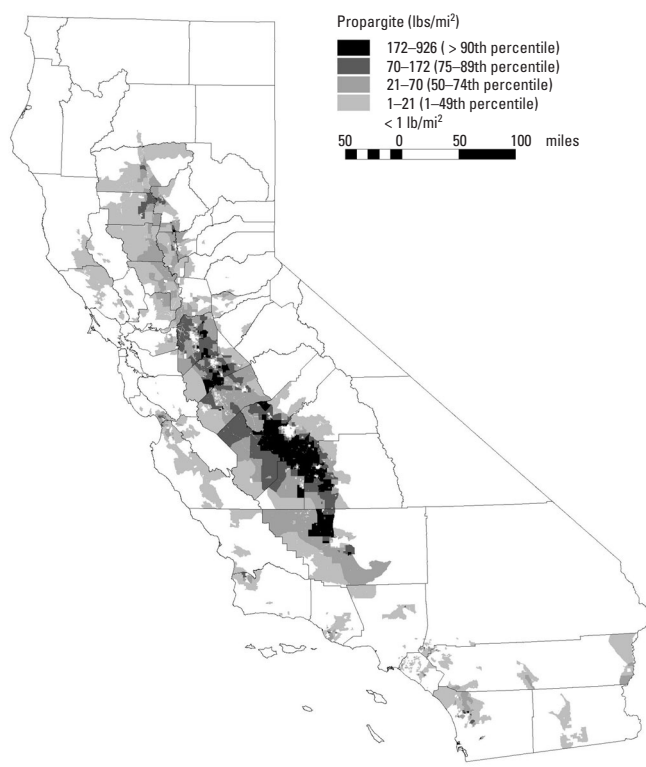 Propargite (lbs/mi²)
172–926 ( > 90th percentile)
70–172 (75–89th percentile)
21–70 (50–74th percentile)
1–21 (1–49th percentile)
< 1 lb/mi²
50 0 50 100 miles